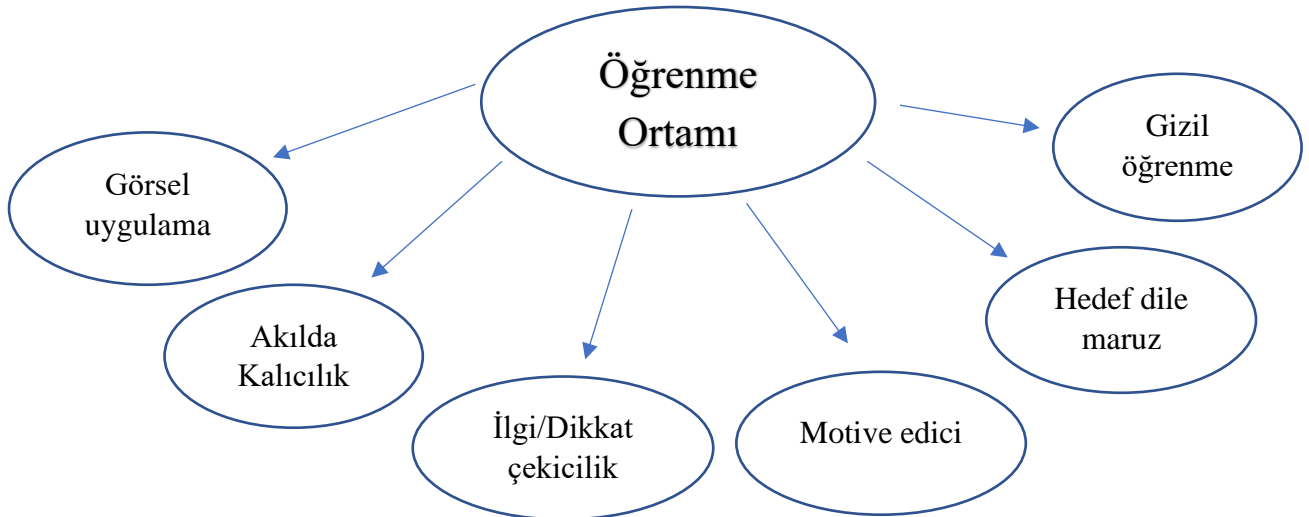 Öğrenme
Ortamı
Görsel
uygulama
Akılda
Kalıcılık
İlgi/Dikkat
çekicilik
Motive edici
Hedef dile
maruz
Gizil
öğrenme